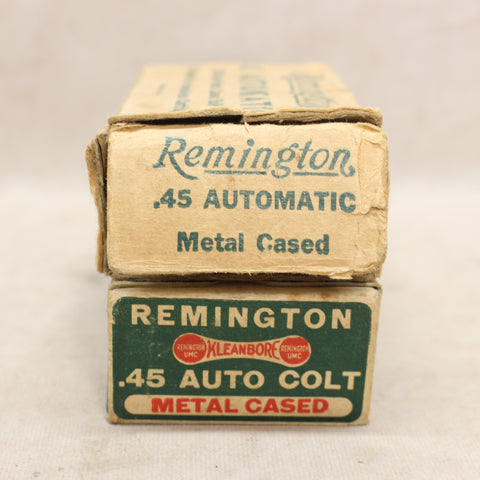 Remington
.45 AUTOMATIC
Metal Cased
REMINGTON
REMINGTON UMC KLEANBORE REMINGTON UMC
.45 AUTO COLT
METAL CASED